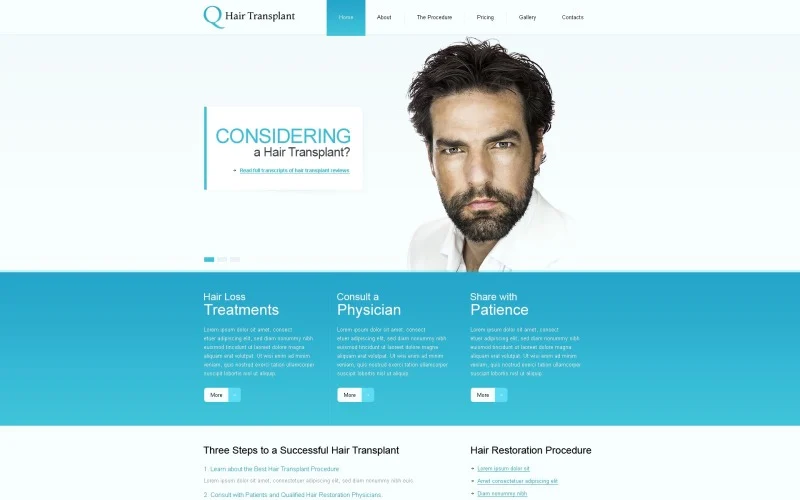 Q Hair Transplant
Home About The Procedure Pricing Gallery Contacts
CONSIDERING
a Hair Transplant?
Read full transcripts of hair transplant reviews
Hair Loss
Treatments
Lorem ipsum dolor sit amet, consect
etuer adipiscing elit, sed diam nonummy nibh
euismod tincidunt ut laoreet dolore magna
aliquam erat volutpat. Ut wisi enim ad minim
veniam, quis nostrud exerci tation ullamcorper
suscipit lobortis nisl ut aliquip.
More
Consult a
Physician
Lorem ipsum dolor sit amet, consect
etuer adipiscing elit, sed diam nonummy nibh
euismod tincidunt ut laoreet dolore magna
aliquam erat volutpat. Ut wisi enim ad minim
veniam, quis nostrud exerci tation ullamcorper
suscipit lobortis nisl ut aliquip.
More
Share with
Patience
Lorem ipsum dolor sit amet, consect
etuer adipiscing elit, sed diam nonummy nibh
euismod tincidunt ut laoreet dolore magna
aliquam erat volutpat. Ut wisi enim ad minim
veniam, quis nostrud exerci tation ullamcorper
suscipit lobortis nisl ut aliquip.
More
Three Steps to a Successful Hair Transplant
1. Learn about the Best Hair Transplant Procedure
Lorem ipsum dolor sit amet, consectetuer adipiscing elit, sed diam nonummy nibh nuis.
2. Consult with Patients and Qualified Hair Restoration Physicians.
Hair Restoration Procedure
Lorem ipsum dolor sit
Amet consectetuer adipiscing elit
Diam nonummy nibh